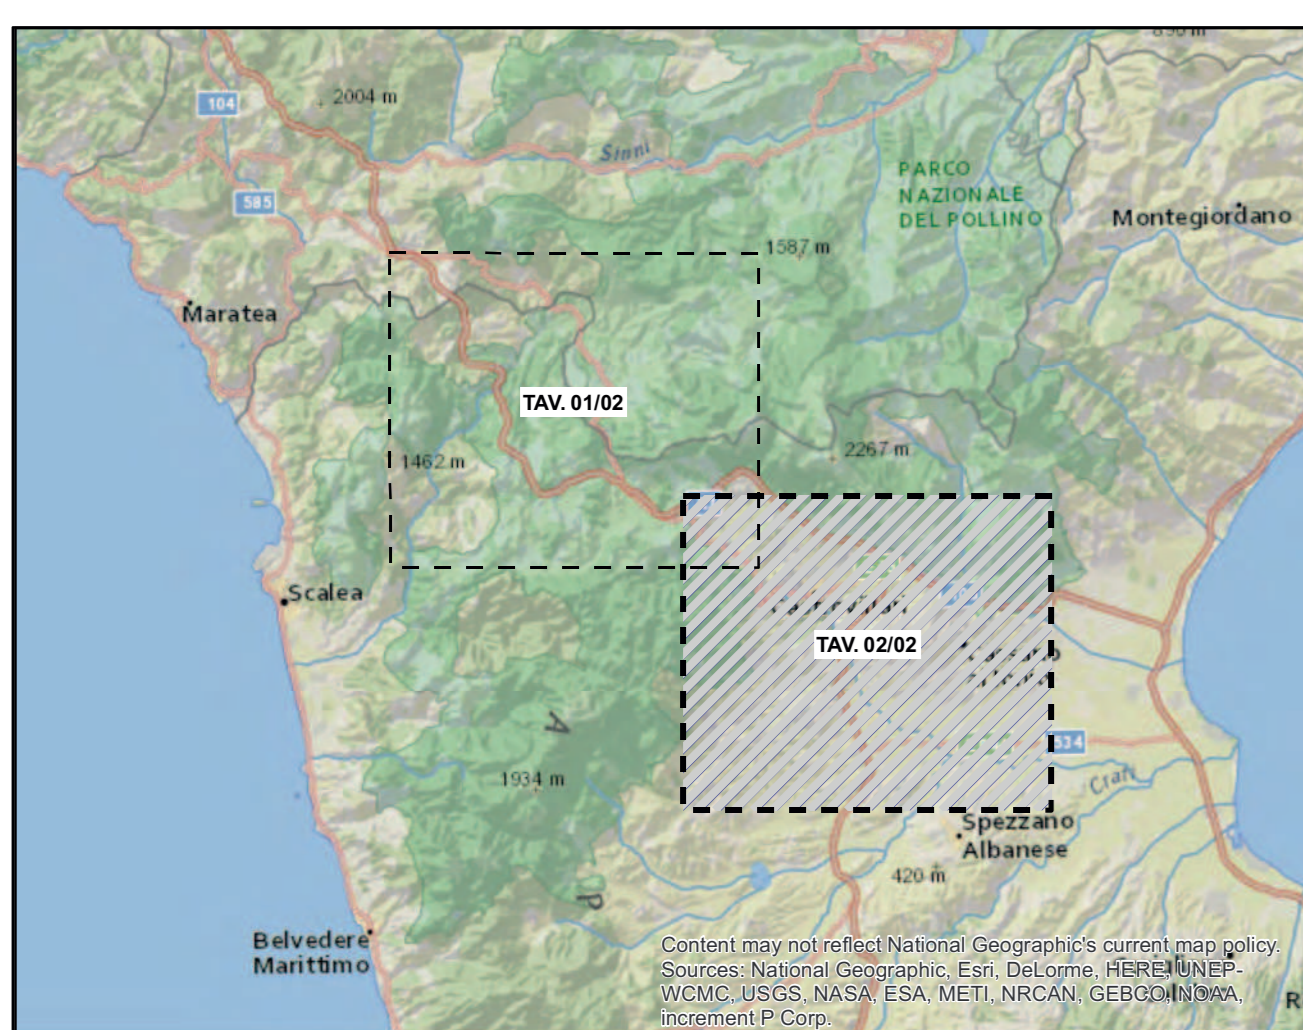 890 m
2004 m
104
Sinni
PARCO
NAZIONALE
DEL POLLINO
585
Montegiordano
1587 m
Maratea
TAV. 01/02
2267 m
1462 m
Scalea
TAV. 02/02
A
534
1934 m
Crati
Spezzano
Albanese
420 m
P
Belvedere
Marittimo
Content may not reflect National Geographic's current map policy.
Sources: National Geographic, Esri, DeLorme, HERE, UNEP-
WCMC, USGS, NASA, ESA, METI, NRCAN, GEBCO, NOAA,
increment P Corp.
R